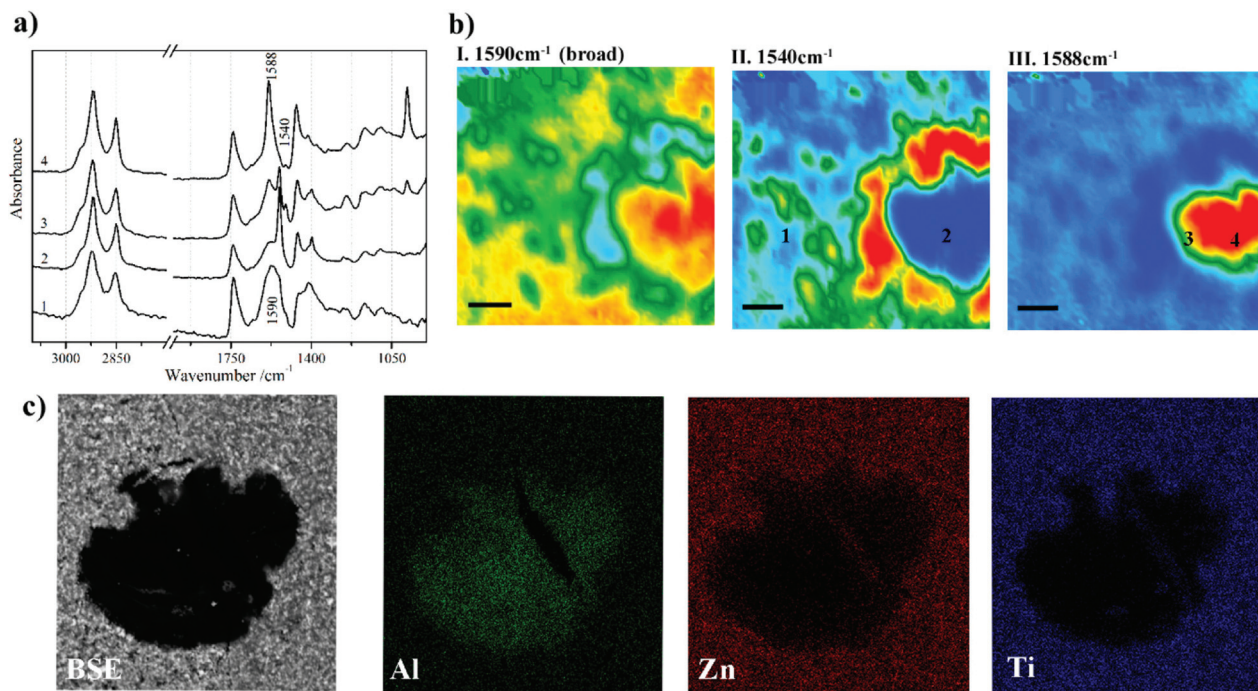 a)
1588
1540
4
3
2
1
1590
Absorbance
3000
2850
1750
1400
1050
Wavenumber /cm⁻¹
b)
I. 1590cm⁻¹ (broad)
II. 1540cm⁻¹
III. 1588cm⁻¹
1
2
3
4
c)
BSE
Al
Zn
Ti